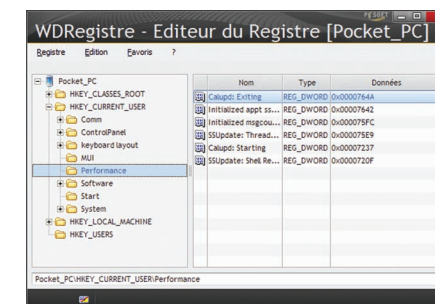 PCSOFT
WDRegistre - Editeur du Registre [Pocket_PC]
Registre Edition Favoris ?
Pocket_PC
HKEY_CLASSES_ROOT
HKEY_CURRENT_USER
Comm
ControlPanel
keyboard layout
MUI
Performance
Software
Start
System
HKEY_LOCAL_MACHINE
HKEY_USERS
Nom Type Données
Calupd: Exiting REG_DWORD 0x0000764A
Initialized appt ss... REG_DWORD 0x00007642
Initialized msgcou... REG_DWORD 0x000075FC
SSUpdate: Thread... REG_DWORD 0x000075E9
Calupd: Starting REG_DWORD 0x00007237
SSUpdate: Shell Re... REG_DWORD 0x0000720F
Pocket_PC\HKEY_CURRENT_USER\Performance